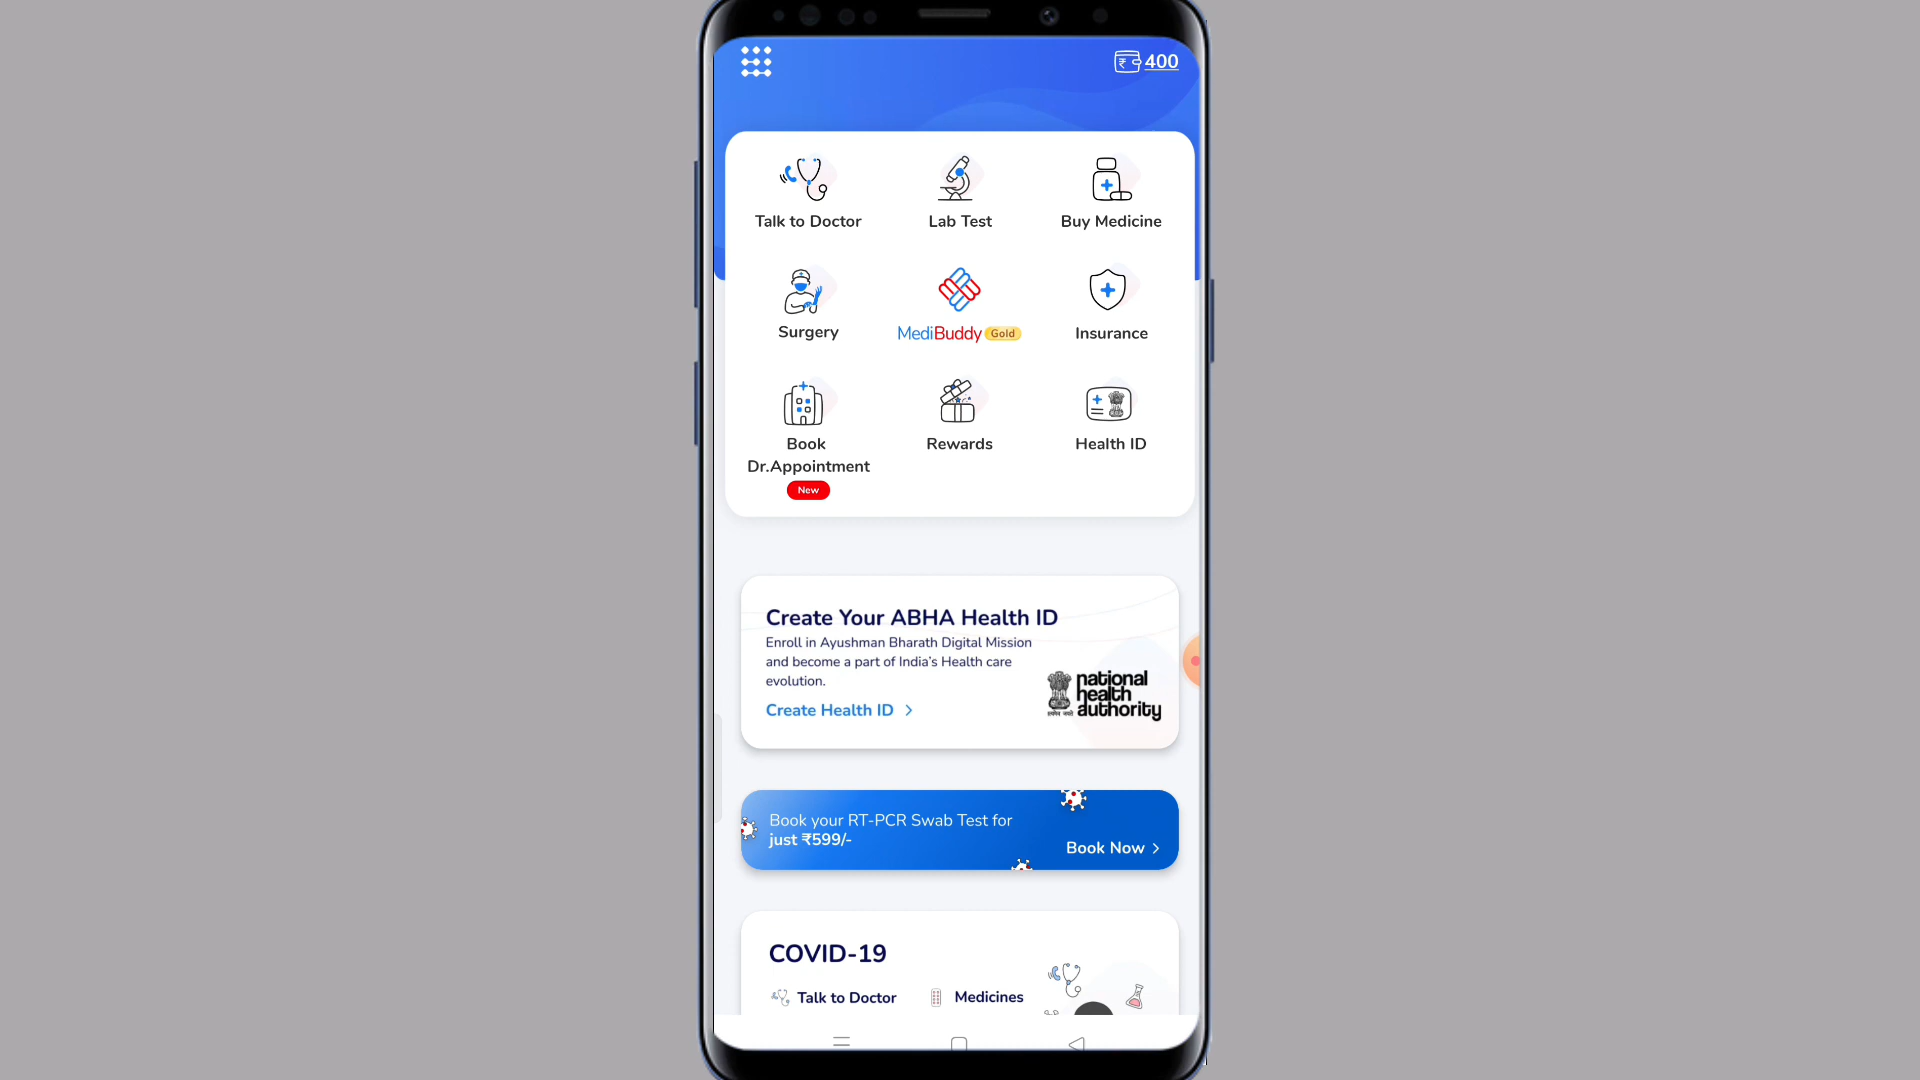 400
Talk to Doctor
Lab Test
Buy Medicine
Surgery
MediBuddy Gold
Insurance
Book
Dr.Appointment
New
Rewards
Health ID
Create Your ABHA Health ID
Enroll in Ayushman Bharath Digital Mission
and become a part of India's Health care
evolution.
Create Health ID >
national
health
authority
Book your RT-PCR Swab Test for
just ₹599/-
Book Now >
COVID-19
Talk to Doctor
Medicines